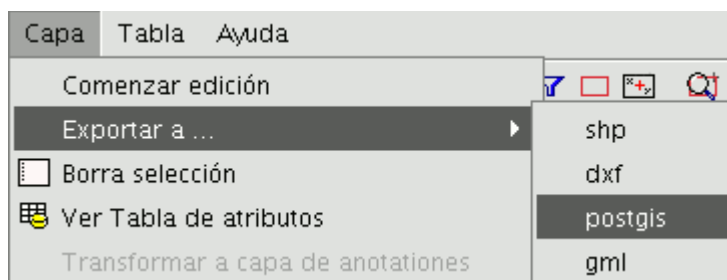 Capa Tabla Ayuda
Comenzar edición
Exportar a ...
shp
Borra selección
dxf
Ver Tabla de atributos
postgis
Transformar a capa de anotationes
gml